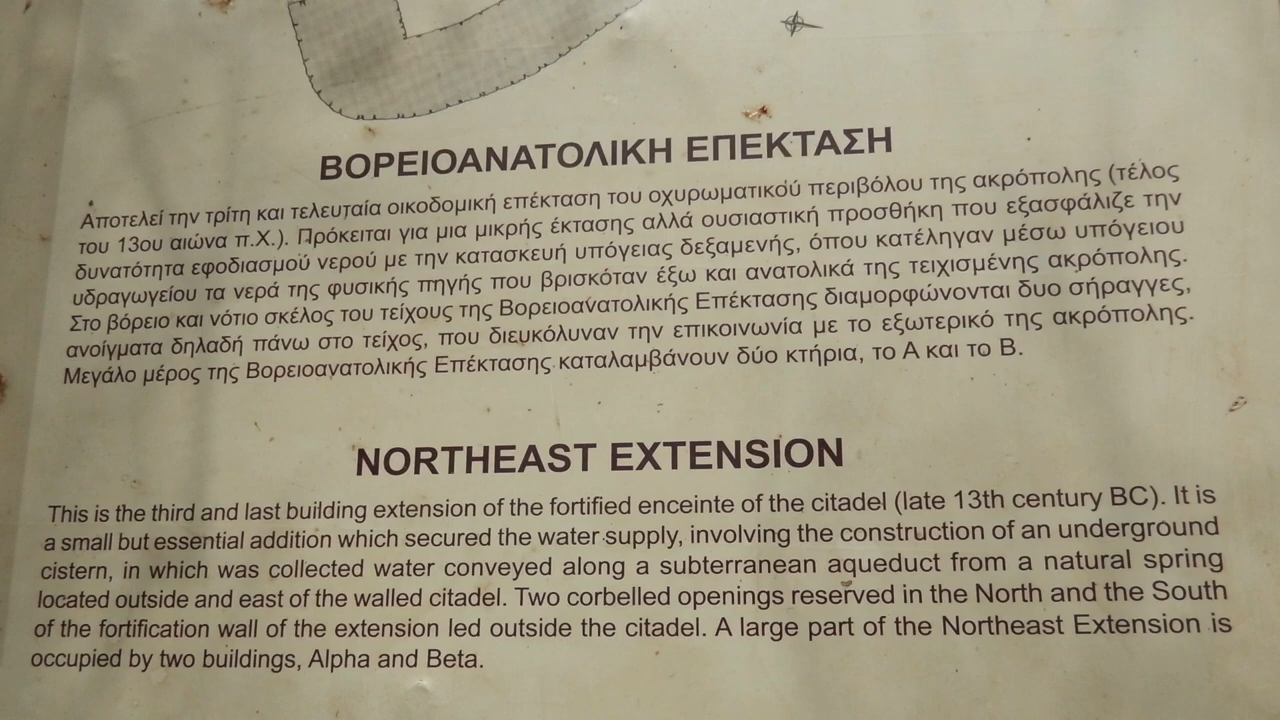 ΒΟΡΕΙΟΑΝΑΤΟΛΙΚΗ ΕΠΕΚΤΑΣΗ
Αποτελεί την τρίτη και τελευταία οικοδομική επέκταση του οχυρωματικού περιβόλου της ακρόπολης (τέλος
του 13ου αιώνα π.Χ.). Πρόκειται για μια μικρής έκτασης αλλά ουσιαστική προσθήκη που εξασφάλιζε την
δυνατότητα εφοδιασμού νερού με την κατασκευή υπόγειας δεξαμενής, όπου κατέληγαν μέσω υπόγειου
υδραγωγείου τα νερά της φυσικής πηγής που βρισκόταν έξω και ανατολικά της τειχισμένης ακρόπολης.
Στο βόρειο και νότιο σκέλος του τείχους της Βορειοανατολικής Επέκτασης διαμορφώνονται δυο σήραγγες,
ανοίγματα δηλαδή πάνω στο τείχος, που διευκόλυναν την επικοινωνία με το εξωτερικό της ακρόπολης.
Μεγάλο μέρος της Βορειοανατολικής Επέκτασης καταλαμβάνουν δύο κτήρια, το Α και το Β.
NORTHEAST EXTENSION
This is the third and last building extension of the fortified enceinte of the citadel (late 13th century BC). It is
a small but essential addition which secured the water supply, involving the construction of an underground
cistern, in which was collected water conveyed along a subterranean aqueduct from a natural spring
located outside and east of the walled citadel. Two corbelled openings reserved in the North and the South
of the fortification wall of the extension led outside the citadel. A large part of the Northeast Extension is
occupied by two buildings, Alpha and Beta.